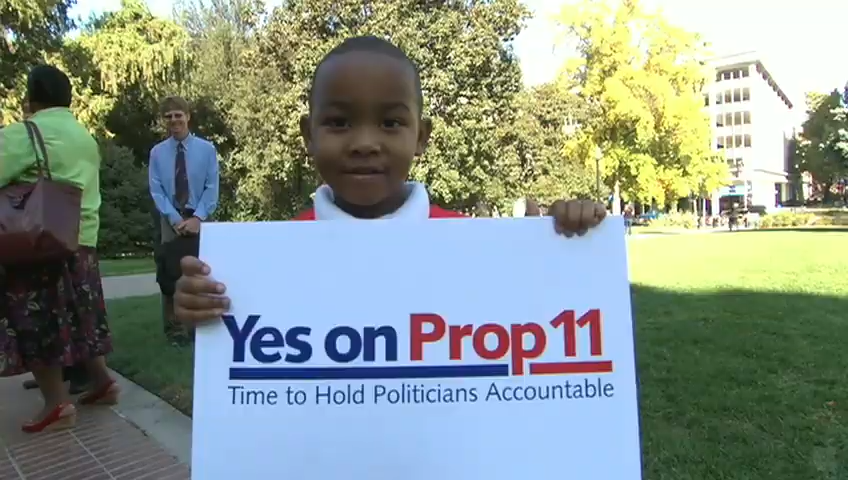 Yes on Prop 11
Time to Hold Politicians Accountable